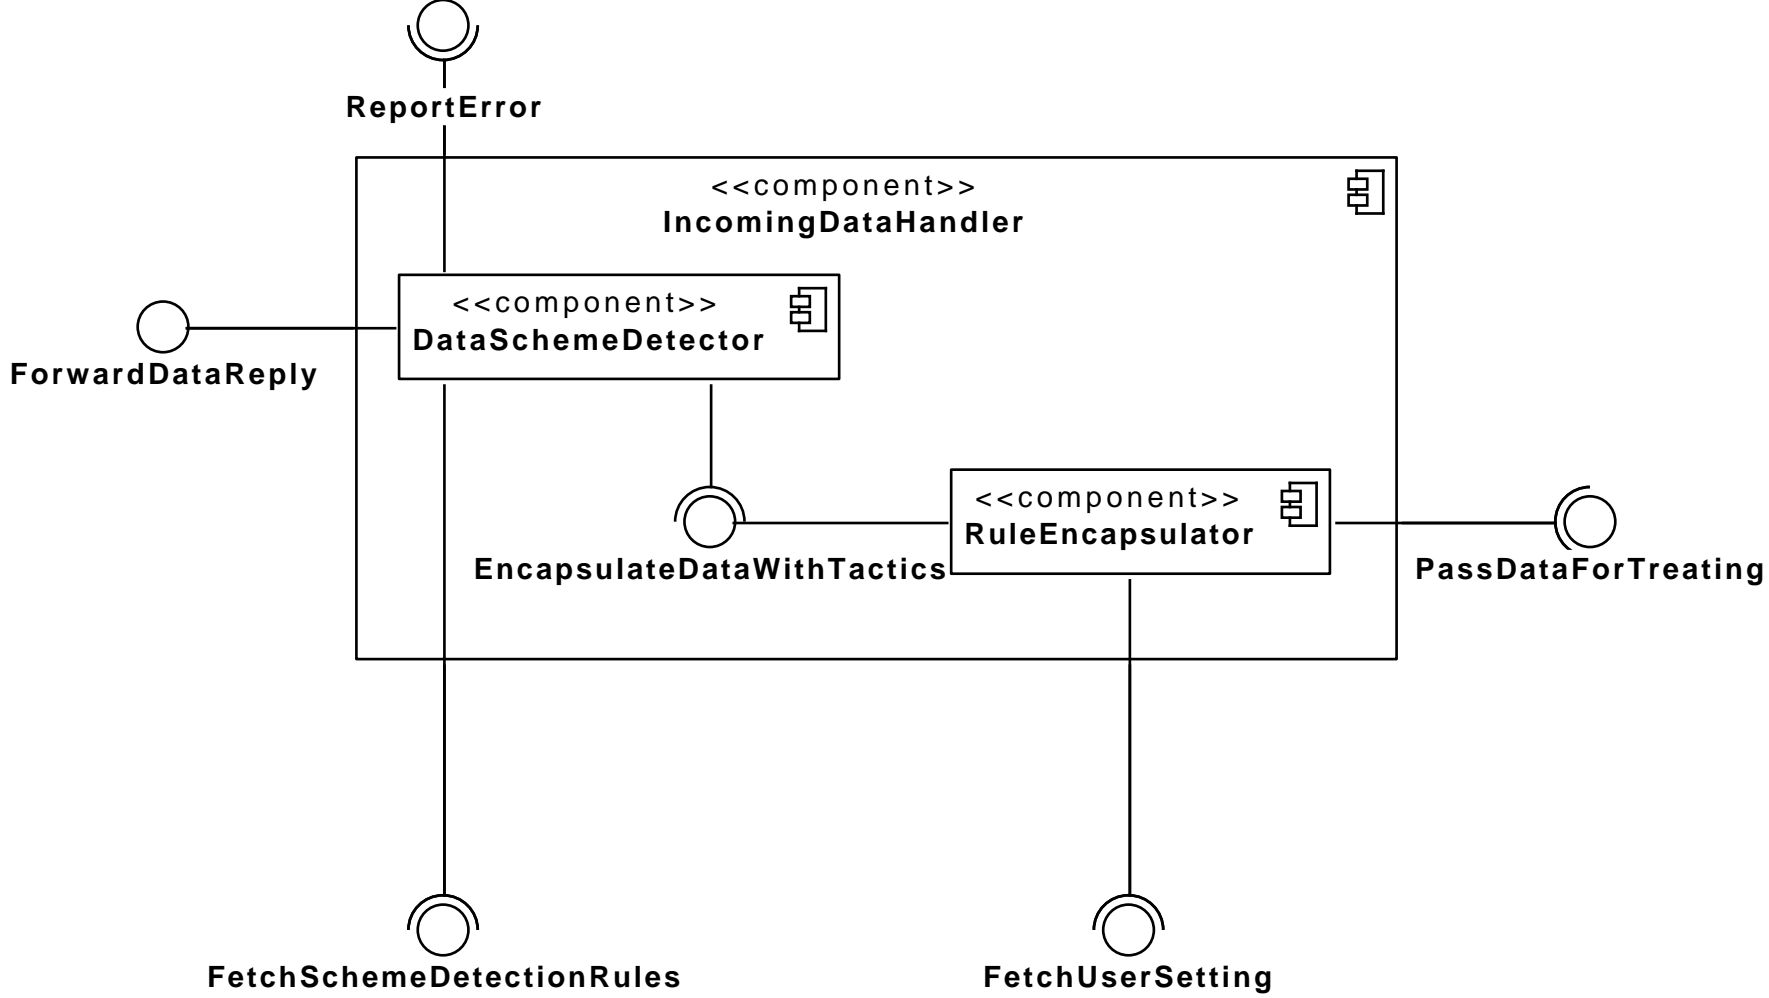 ReportError
<<component>>
IncomingDataHandler
<<component>>
DataSchemeDetector
ForwardDataReply
<<component>>
RuleEncapsulator
EncapsulateDataWithTactics
PassDataForTreating
FetchSchemeDetectionRules
FetchUserSetting